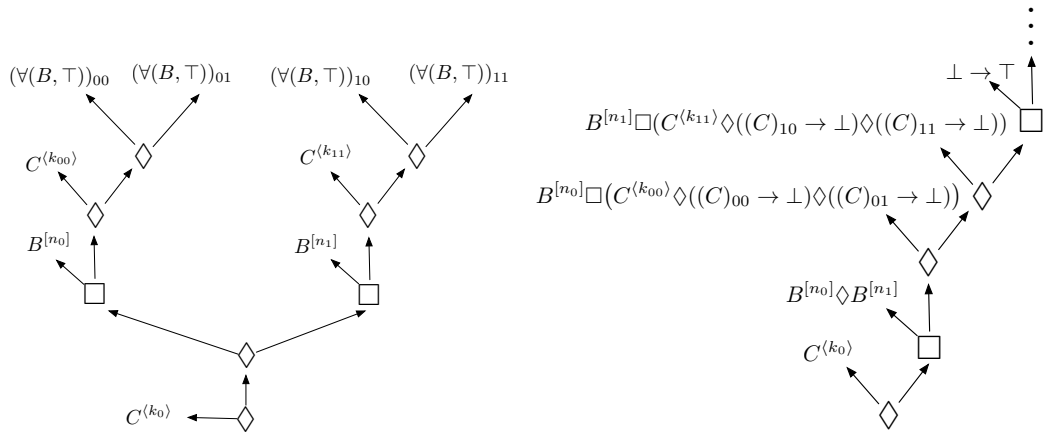 (∀(B, ⊤))₀₀ (∀(B, ⊤))₀₁ (∀(B, ⊤))₁₀ (∀(B, ⊤))₁₁
C^{⟨k₀₀⟩} C^{⟨k₁₁⟩}
◇ ◇
◇ ◇
B^{[n₀]} B^{[n₁]}
□ □
◇
C^{⟨k₀⟩} ◇
⋮
⊥ → ⊤
B^{[n₁]}□(C^{⟨k₁₁⟩}◇((C)₁₀ → ⊥)◇((C)₁₁ → ⊥)) □
B^{[n₀]}□(C^{⟨k₀₀⟩}◇((C)₀₀ → ⊥)◇((C)₀₁ → ⊥)) ◇
◇
B^{[n₀]}◇B^{[n₁]}
□
C^{⟨k₀⟩}
◇